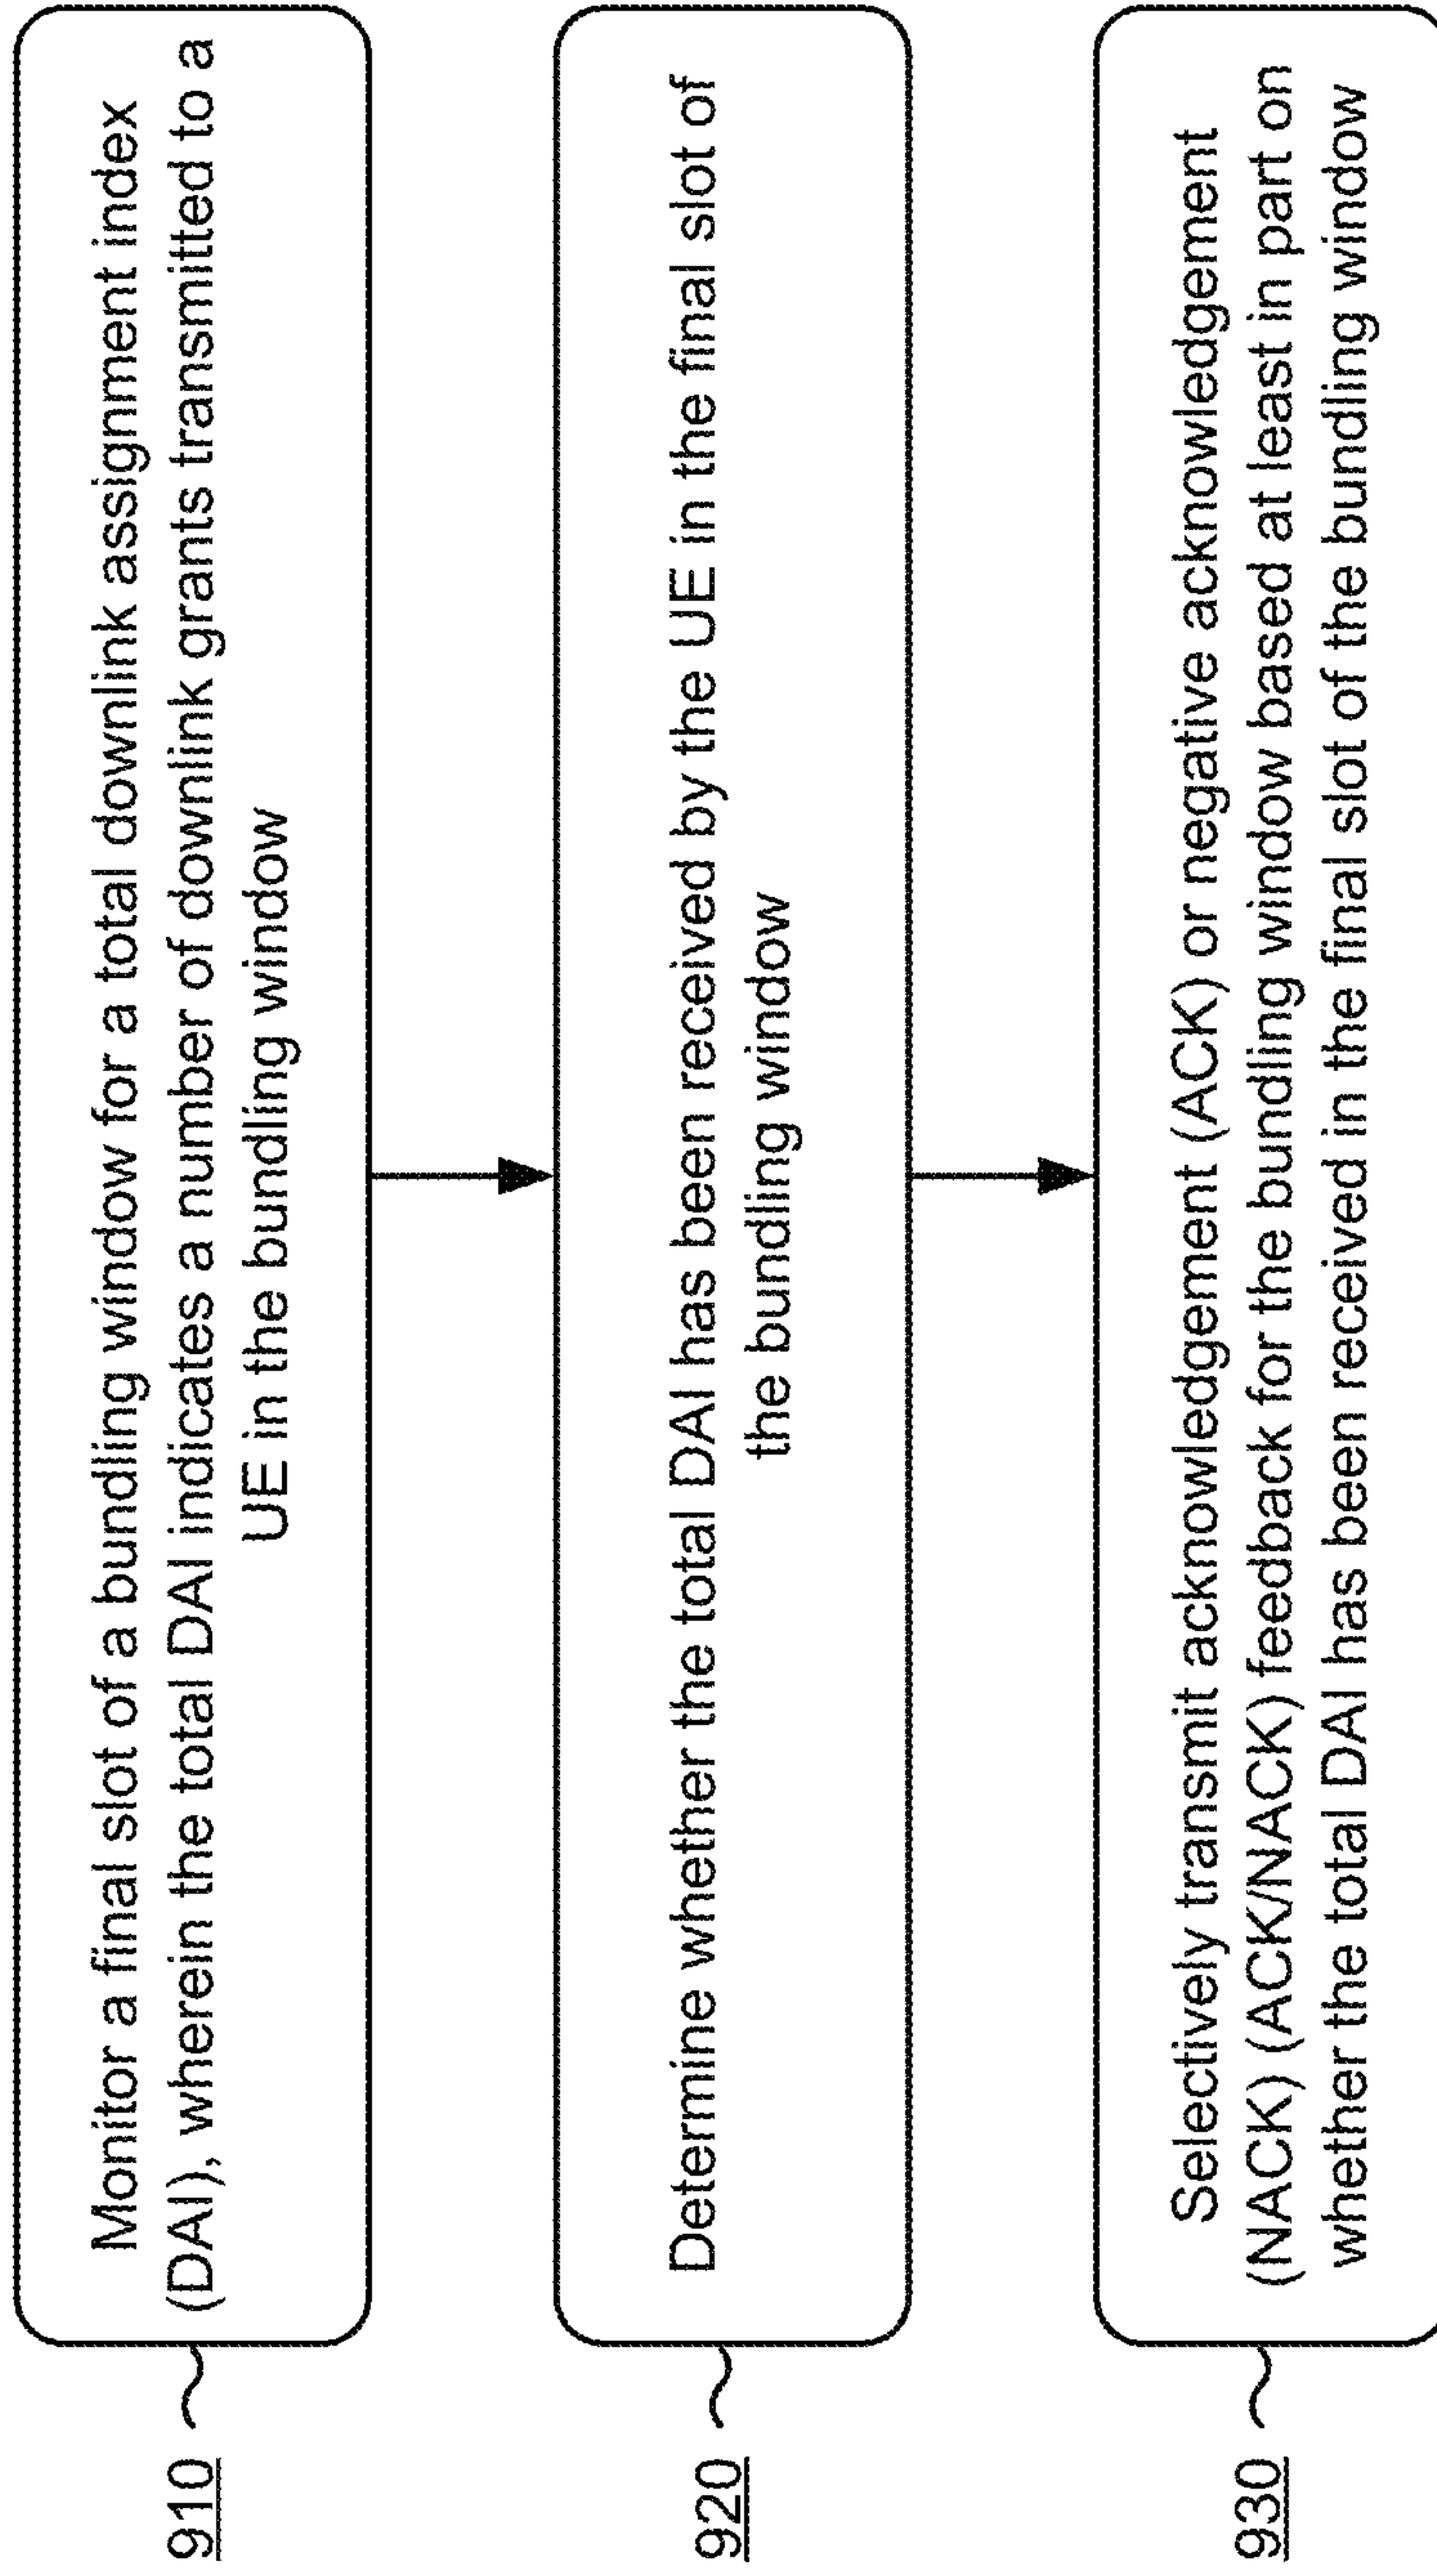 910
Monitor a final slot of a bundling window for a total downlink assignment index
(DAI), wherein the total DAI indicates a number of downlink grants transmitted to a
UE in the bundling window
920
Determine whether the total DAI has been received by the UE in the final slot of
the bundling window
930
Selectively transmit acknowledgement (ACK) or negative acknowledgement
(NACK) (ACK/NACK) feedback for the bundling window based at least in part on
whether the total DAI has been received in the final slot of the bundling window